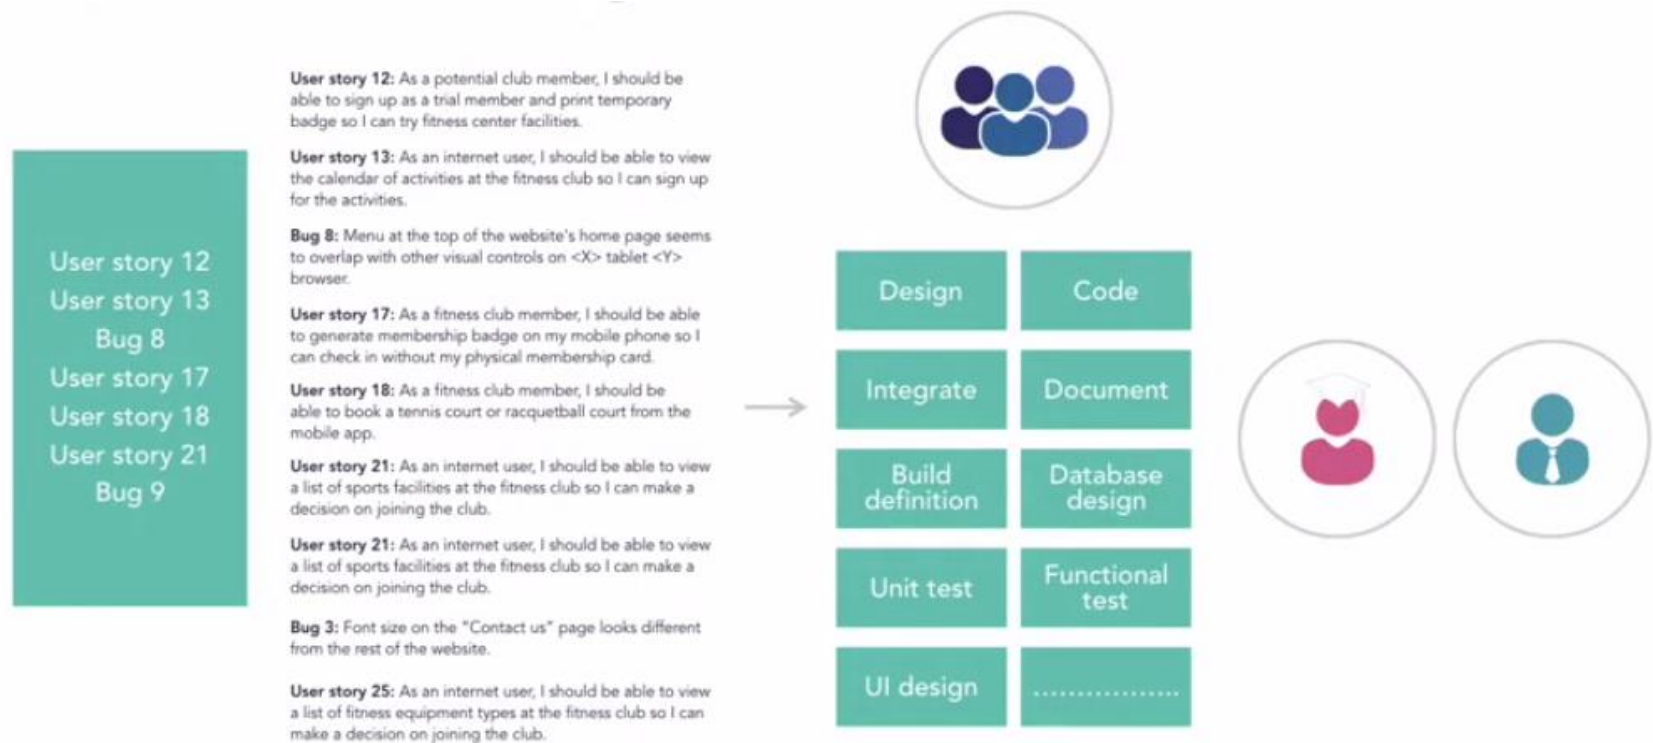 User story 12
User story 13
Bug 8
User story 17
User story 18
User story 21
Bug 9
User story 12: As a potential club member, I should be
able to sign up as a trial member and print temporary
badge so I can try fitness center facilities.
User story 13: As an internet user, I should be able to view
the calendar of activities at the fitness club so I can sign up
for the activities.
Bug 8: Menu at the top of the website's home page seems
to overlap with other visual controls on <X> tablet <Y>
browser.
User story 17: As a fitness club member, I should be able
to generate membership badge on my mobile phone so I
can check in without my physical membership card.
User story 18: As a fitness club member, I should be
able to book a tennis court or racquetball court from the
mobile app.
User story 21: As an internet user, I should be able to view
a list of sports facilities at the fitness club so I can make a
decision on joining the club.
User story 21: As an internet user, I should be able to view
a list of sports facilities at the fitness club so I can make a
decision on joining the club.
Bug 3: Font size on the "Contact us" page looks different
from the rest of the website.
User story 25: As an internet user, I should be able to view
a list of fitness equipment types at the fitness club so I can
make a decision on joining the club.
Design
Code
Integrate
Document
Build
definition
Database
design
Unit test
Functional
test
UI design
.................